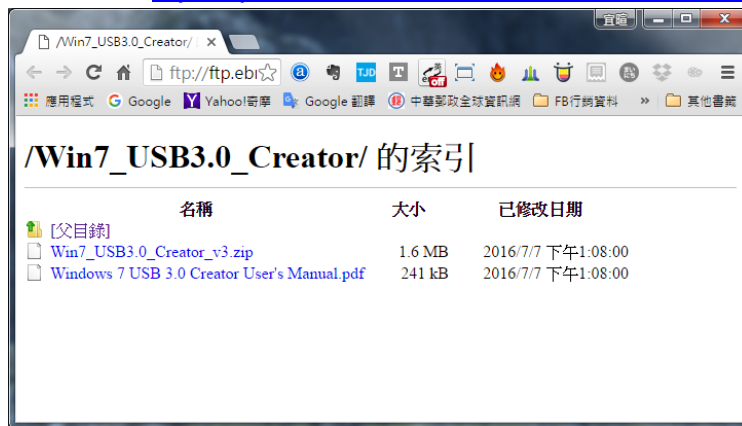 宜暄
/Win7_USB3.0_Creator/
ftp://ftp.ebi
a TJD T off
應用程式 Google Yahoo!奇摩 Google 翻譯 中華郵政全球資訊網 FB行銷資料 » 其他書籤
/Win7_USB3.0_Creator/ 的索引
名稱 大小 已修改日期
[父目錄]
Win7_USB3.0_Creator_v3.zip 1.6 MB 2016/7/7 下午1:08:00
Windows 7 USB 3.0 Creator User's Manual.pdf 241 kB 2016/7/7 下午1:08:00